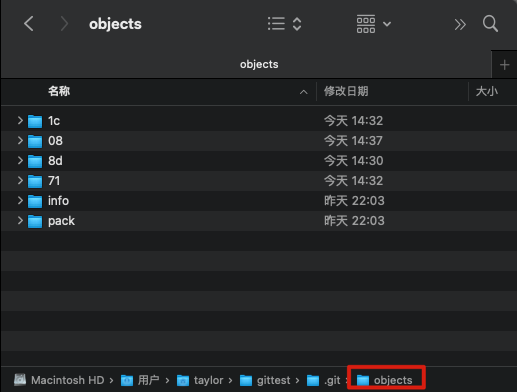 objects
objects
名称 修改日期 大小
1c 今天 14:32
08 今天 14:37
8d 今天 14:30
71 今天 14:32
info 昨天 22:03
pack 昨天 22:03
Macintosh HD › 用户 › taylor › gittest › .git › objects